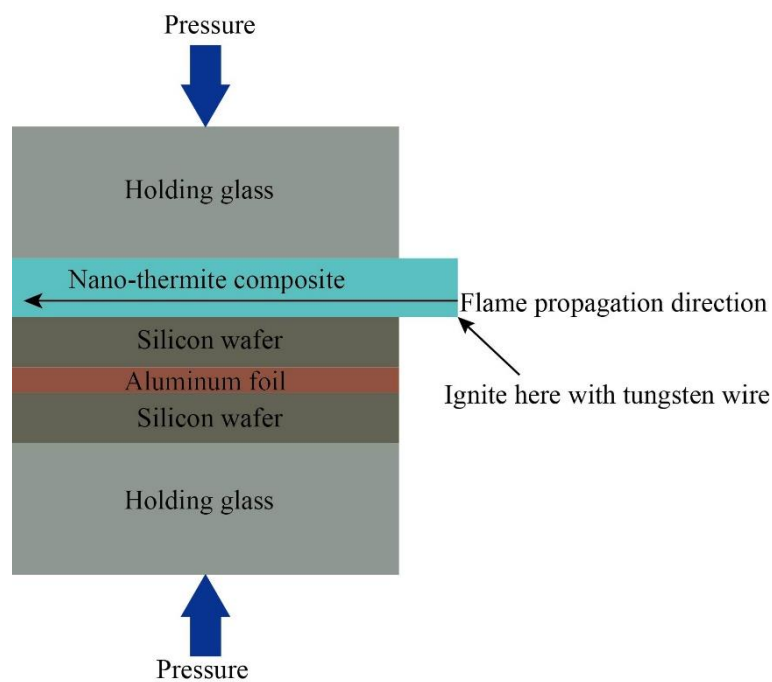 Pressure
Holding glass
Nano-thermite composite
Flame propagation direction
Silicon wafer
Aluminum foil
Ignite here with tungsten wire
Silicon wafer
Holding glass
Pressure